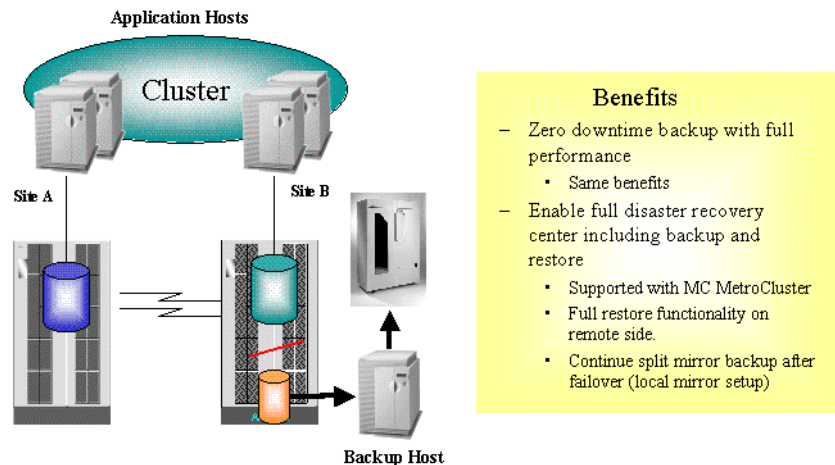 Application Hosts
Cluster
Site A
Site B
Backup Host
Benefits
– Zero downtime backup with full
performance
▪ Same benefits
– Enable full disaster recovery
center including backup and
restore
▪ Supported with MC MetroCluster
▪ Full restore functionality on
remote side.
▪ Continue split mirror backup after
failover (local mirror setup)